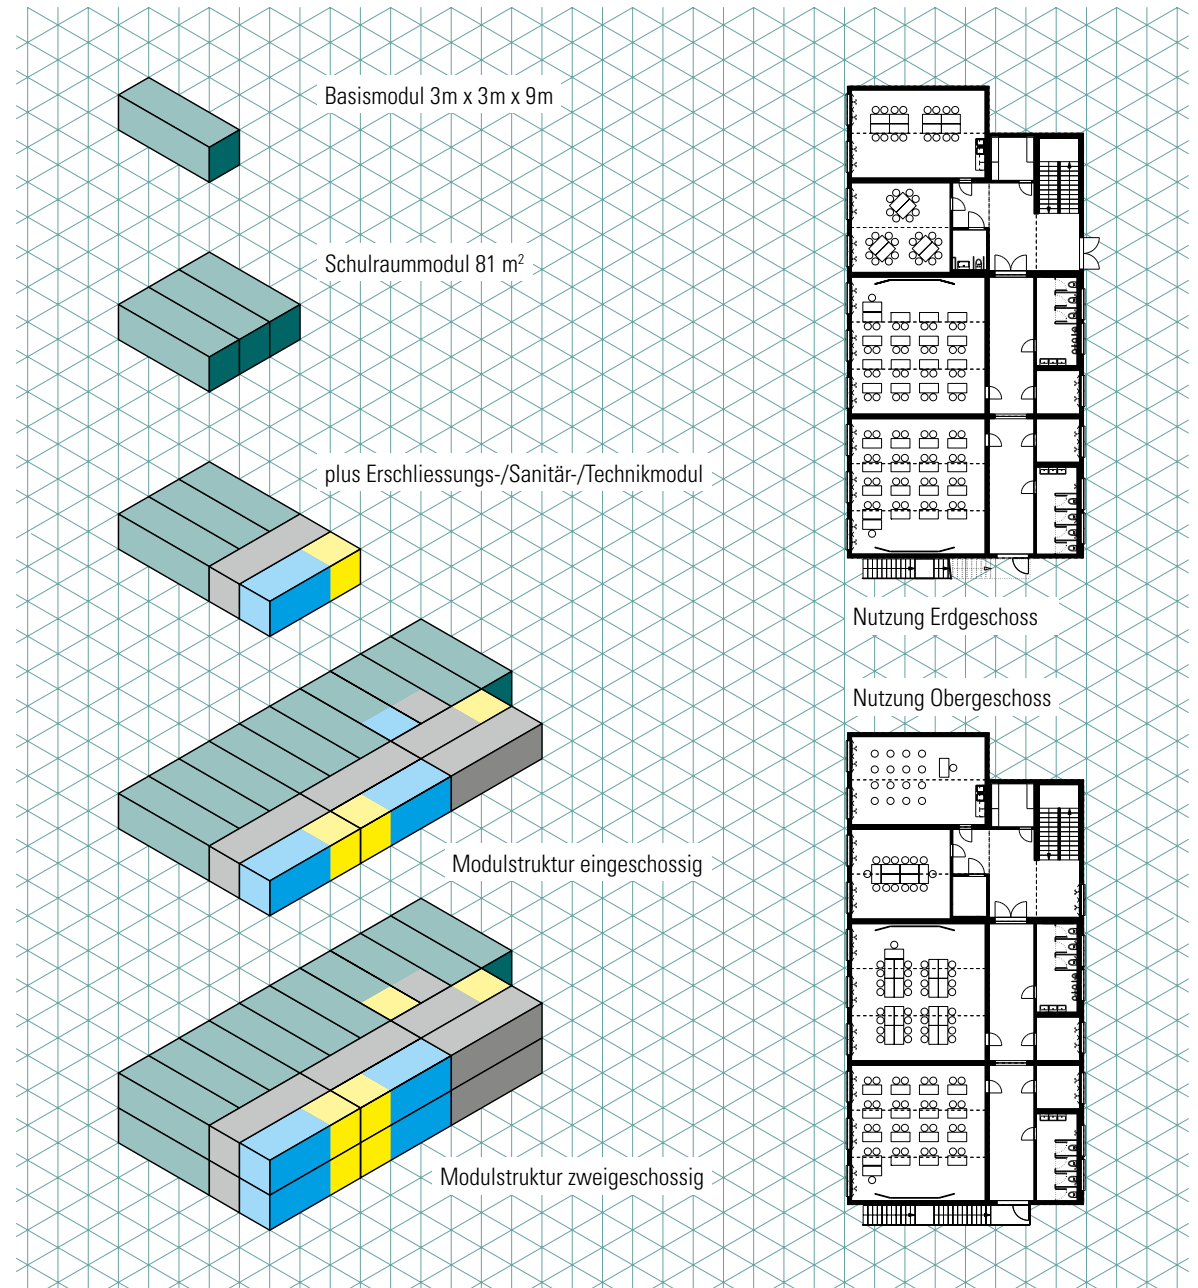 Basismodul 3m x 3m x 9m
Schulraummodul 81 m²
plus Erschliessungs-/Sanitär-/Technikmodul
Modulstruktur eingeschossig
Modulstruktur zweigeschossig
Nutzung Erdgeschoss
Nutzung Obergeschoss